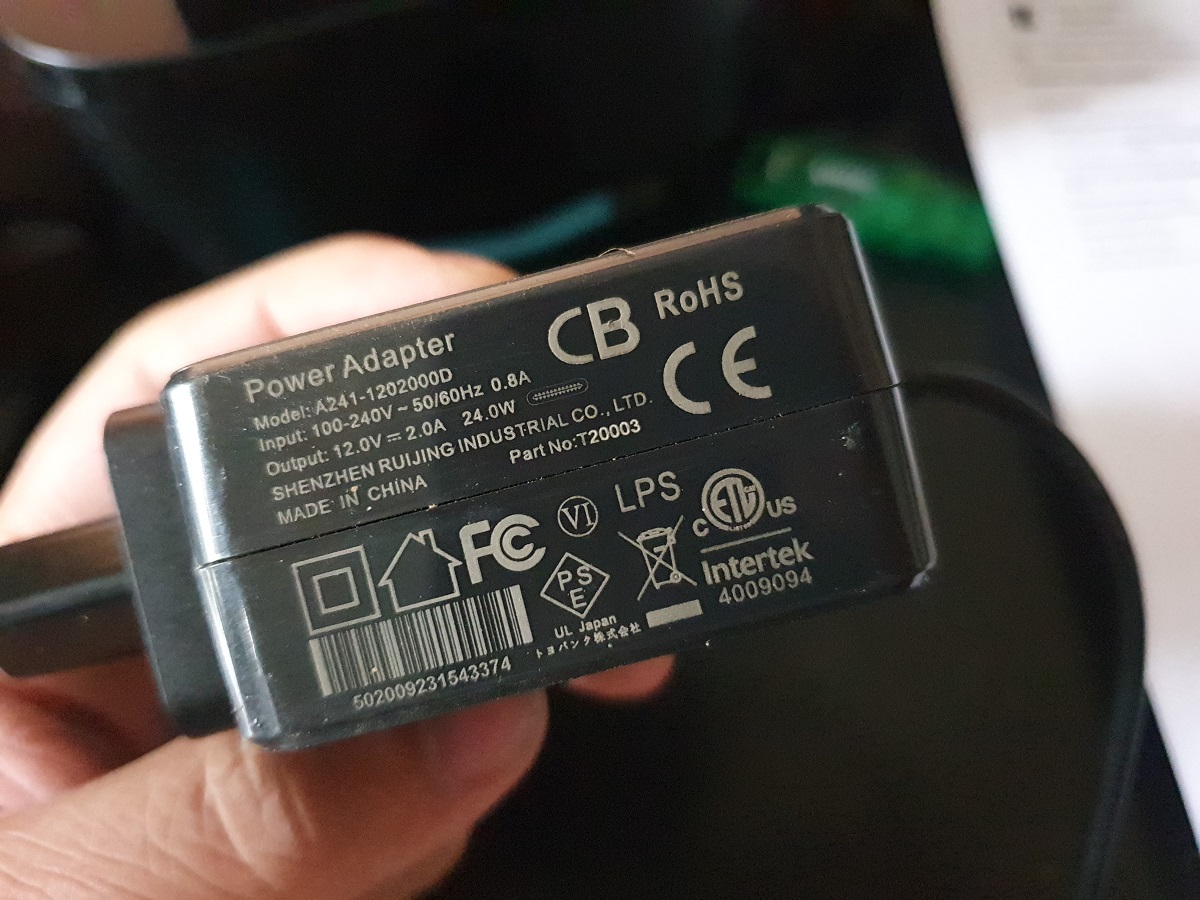 Power Adapter
Model: A241-1202000D
Input: 100-240V ~ 50/60Hz 0.8A
Output: 12.0V ⎓ 2.0A 24.0W
SHENZHEN RUIJING INDUSTRIAL CO., LTD.
MADE IN CHINA
Part No:T20003
CB RoHS
CE
FC VI LPS
PSE
UL Japan
トヨバンク株式会社
C ETL US
Intertek
4009094
502009231543374